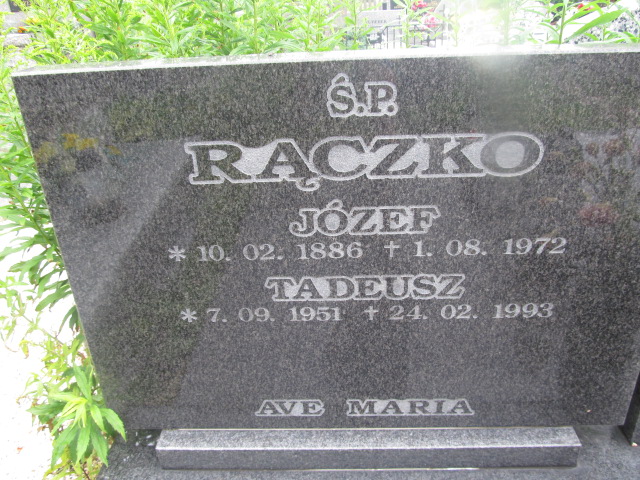 Ś.P.
RĄCZKO
JÓZEF
* 10. 02. 1886 † 1. 08. 1972
TADEUSZ
* 7. 09. 1951 † 24. 02. 1993
AVE MARIA